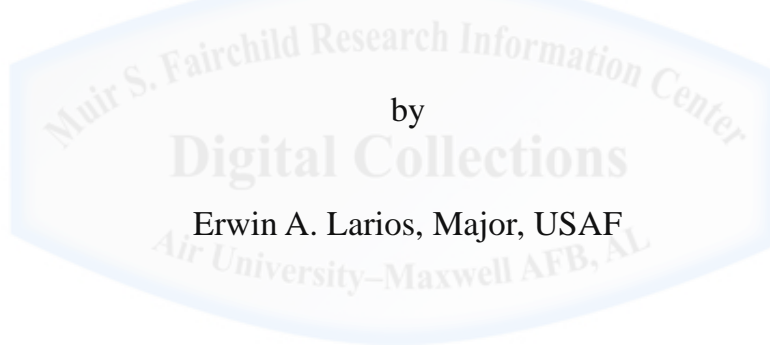 Muir S. Fairchild Research Information Center
by
Digital Collections
Erwin A. Larios, Major, USAF
Air University–Maxwell AFB, AL